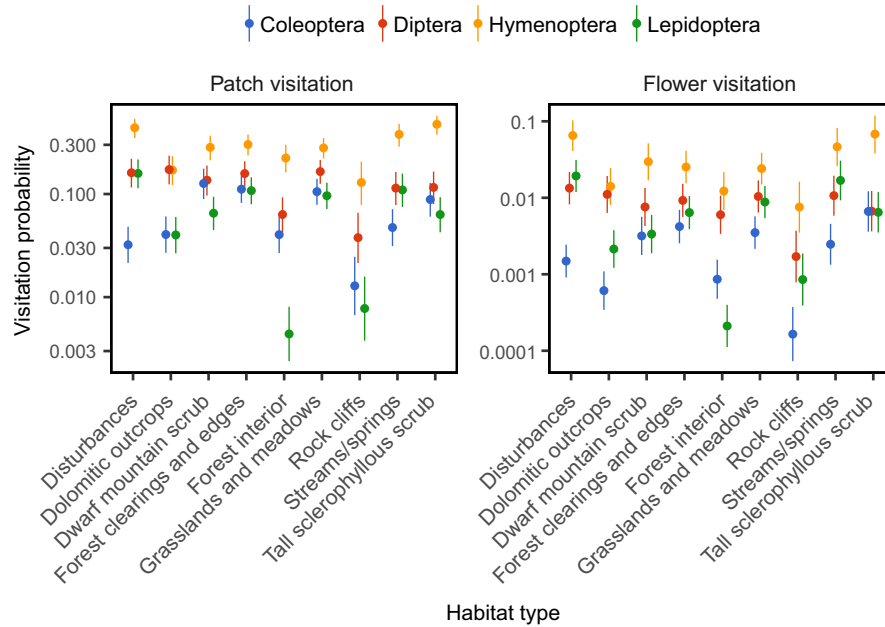 Coleoptera Diptera Hymenoptera Lepidoptera
Patch visitation
Flower visitation
Visitation probability
0.300
0.100
0.030
0.010
0.003
0.1
0.01
0.001
0.0001
Disturbances
Dolomitic outcrops
Dwarf mountain scrub
Forest clearings and edges
Forest interior
Grasslands and meadows
Rock cliffs
Streams/springs
Tall sclerophyllous scrub
Disturbances
Dolomitic outcrops
Dwarf mountain scrub
Forest clearings and edges
Forest interior
Grasslands and meadows
Rock cliffs
Streams/springs
Tall sclerophyllous scrub
Habitat type